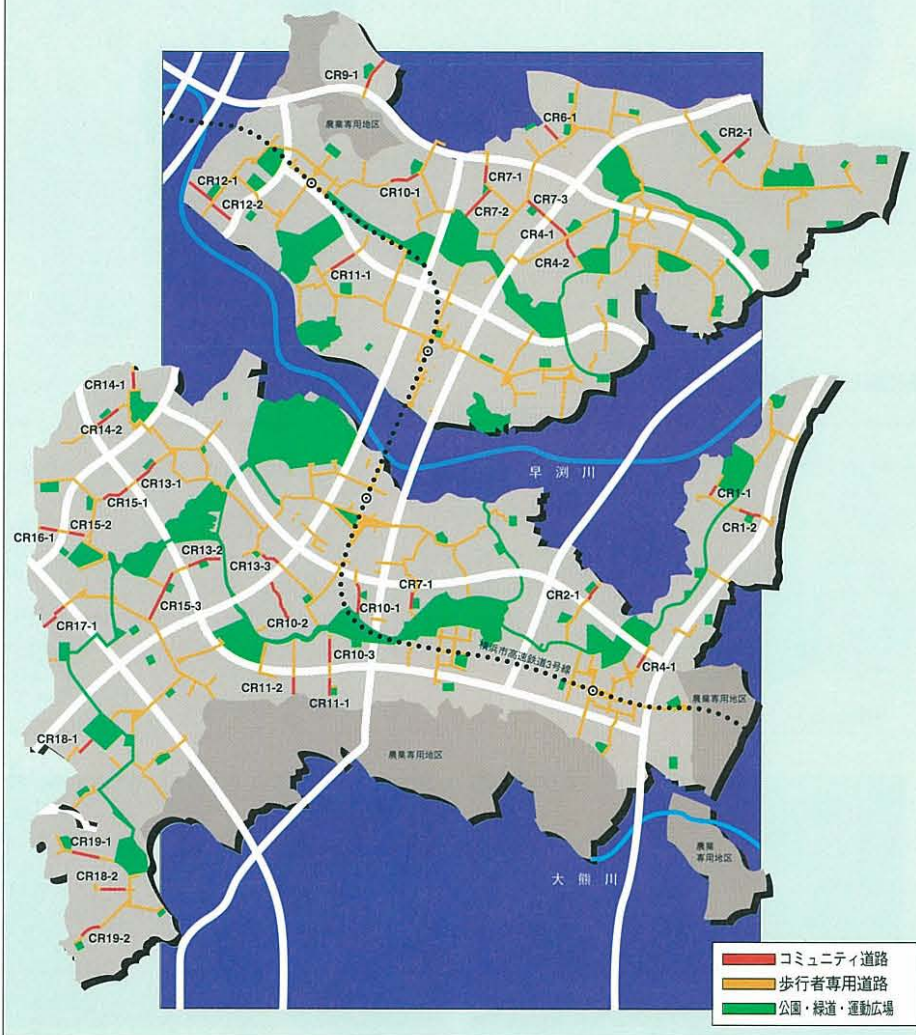 CR9-1
農業専用地区
CR6-1
CR2-1
CR12-1
CR12-2
CR10-1
CR7-1
CR7-2
CR7-3
CR4-1
CR4-2
CR11-1
CR14-1
CR14-2
早渕川
CR13-1
CR15-1
CR1-1
CR1-2
CR15-2
CR16-1
CR13-2
CR13-3
CR7-1
CR2-1
CR15-3
CR10-1
CR10-2
CR17-1
横浜市高速鉄道3号線
CR10-3
CR4-1
CR11-2
CR11-1
農業専用地区
CR18-1
農業専用地区
CR19-1
農業
専用地区
CR18-2
大熊川
CR19-2
コミュニティ道路
歩行者専用道路
公園・緑道・運動広場